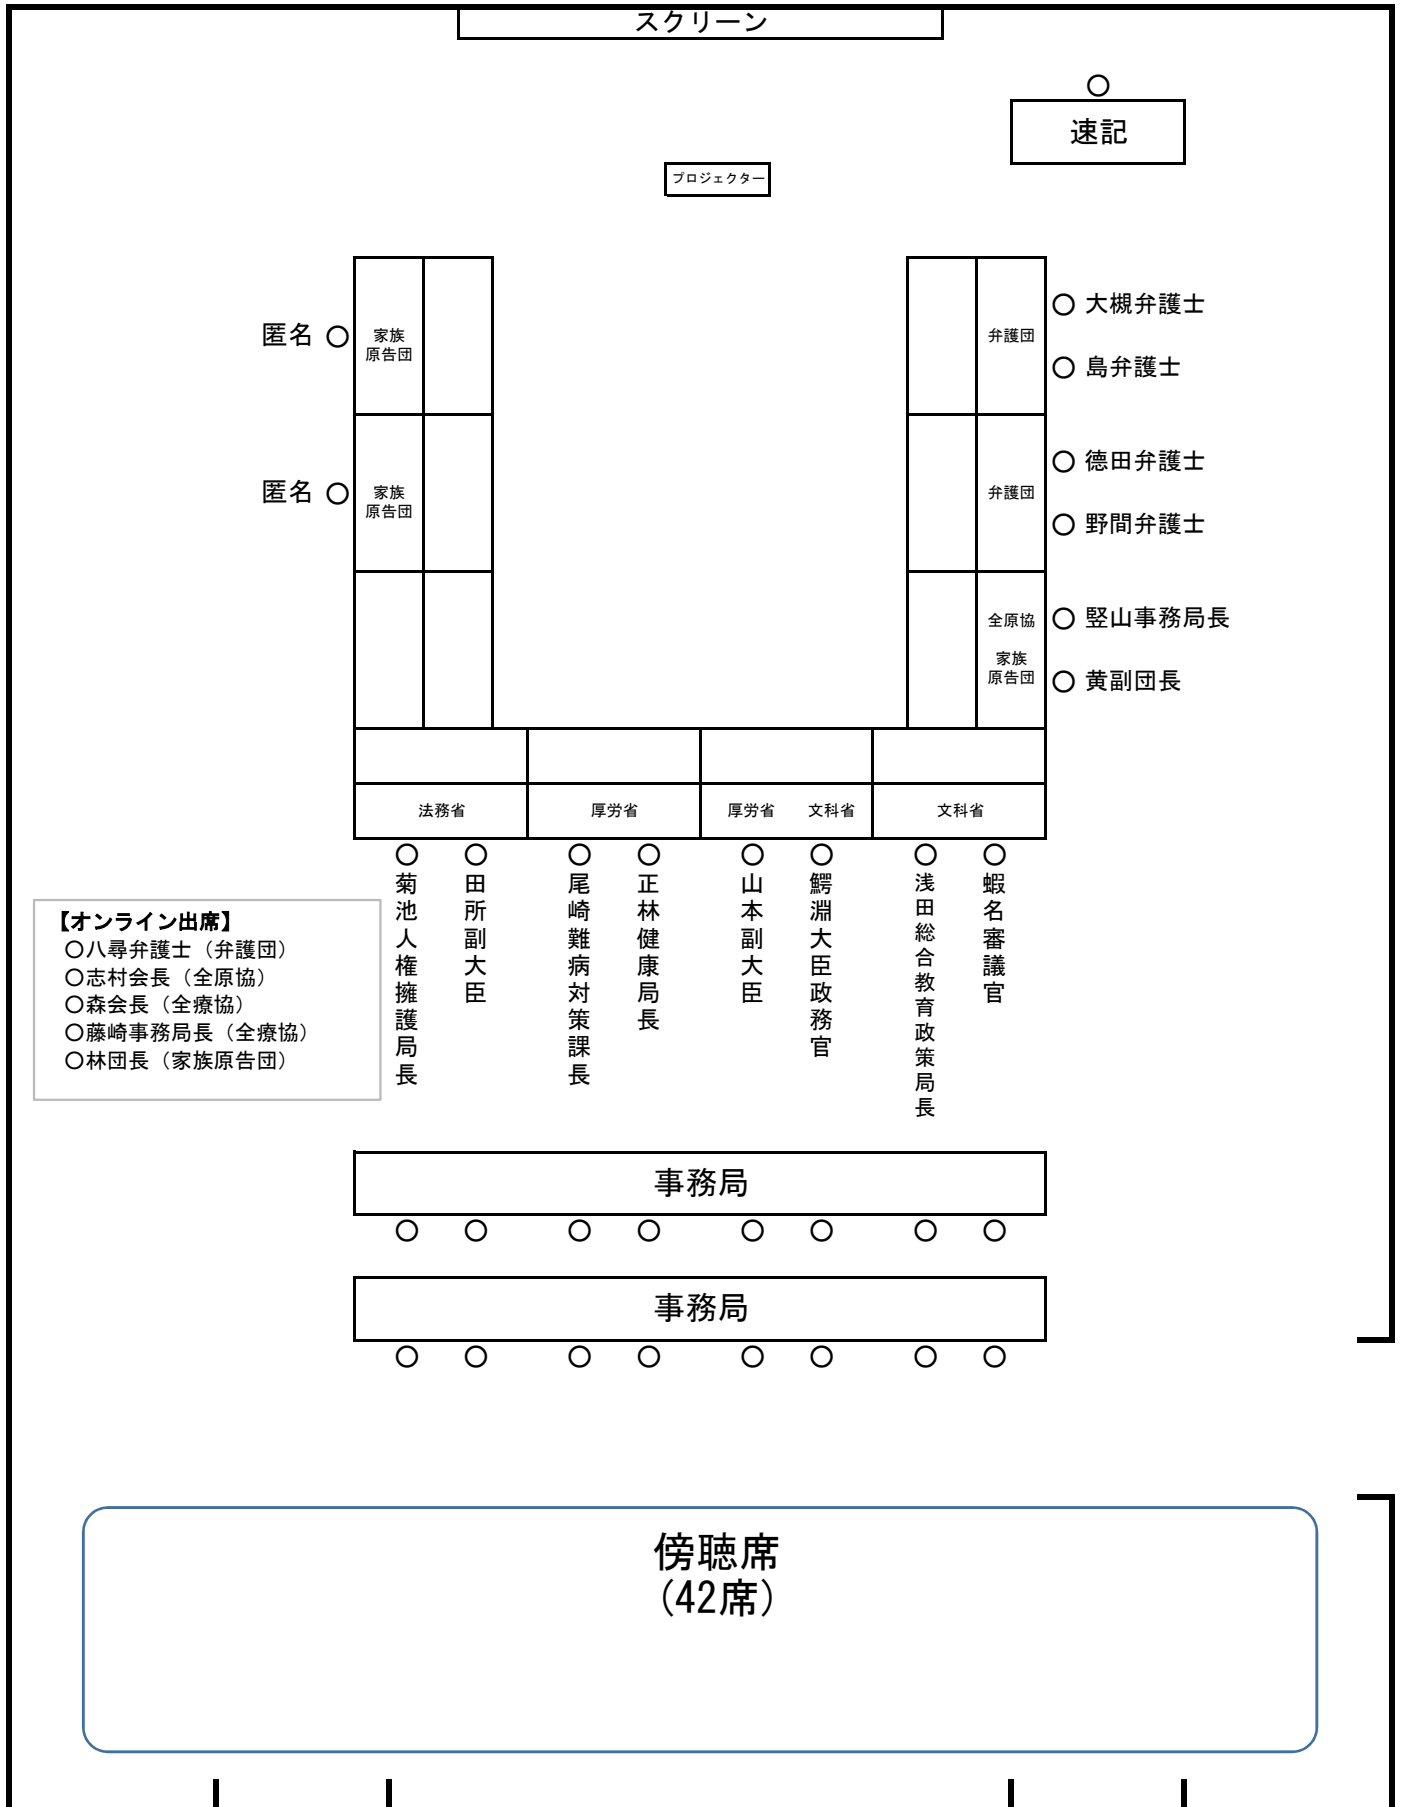 スクリーン
○
速記
プロジェクター
匿名 ○
家族
原告団
匿名 ○
家族
原告団
弁護団
○ 大槻弁護士
○ 島弁護士
弁護団
○ 德田弁護士
○ 野間弁護士
全原協
○ 竪山事務局長
家族
原告団
○ 黄副団長
法務省
厚労省
厚労省 文科省
文科省
○ ○ ○ ○ ○ ○ ○ ○
菊池人権擁護局長
田所副大臣
尾崎難病対策課長
正林健康局長
山本副大臣
鰐淵大臣政務官
浅田総合教育政策局長
蝦名審議官
【オンライン出席】
○八尋弁護士（弁護団）
○志村会長（全原協）
○森会長（全療協）
○藤崎事務局長（全療協）
○林団長（家族原告団）
事務局
○ ○ ○ ○ ○ ○ ○ ○
事務局
○ ○ ○ ○ ○ ○ ○ ○
傍聴席
(42席)